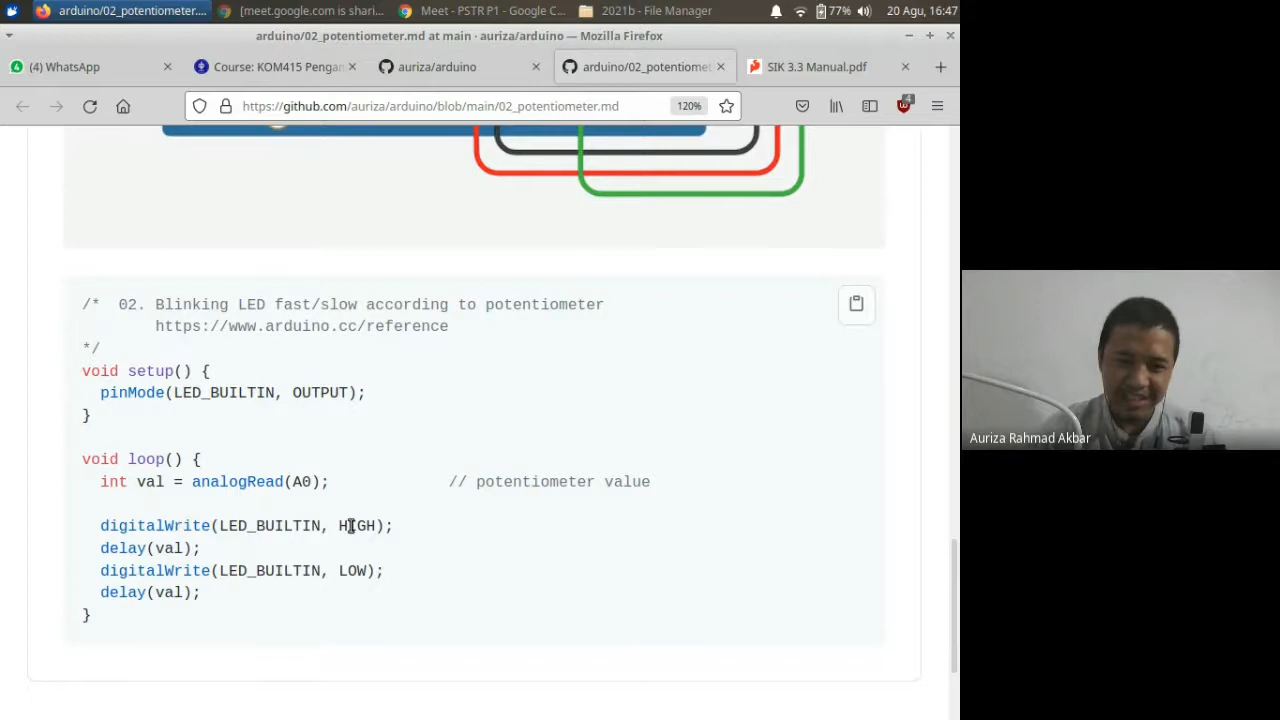 arduino/02_potentiometer....
[meet.google.com is shari...
Meet - PSTR P1 - Google C...
2021b - File Manager
77%
20 Agu, 16:47
arduino/02_potentiometer.md at main · auriza/arduino — Mozilla Firefox
(4) WhatsApp
Course: KOM415 Pengan
auriza/arduino
arduino/02_potentiomet
SIK 3.3 Manual.pdf
https://github.com/auriza/arduino/blob/main/02_potentiometer.md
120%
4
/*  02. Blinking LED fast/slow according to potentiometer
        https://www.arduino.cc/reference
*/
void setup() {
  pinMode(LED_BUILTIN, OUTPUT);
}
void loop() {
  int val = analogRead(A0);             // potentiometer value
  digitalWrite(LED_BUILTIN, HIGH);
  delay(val);
  digitalWrite(LED_BUILTIN, LOW);
  delay(val);
}
Auriza Rahmad Akbar